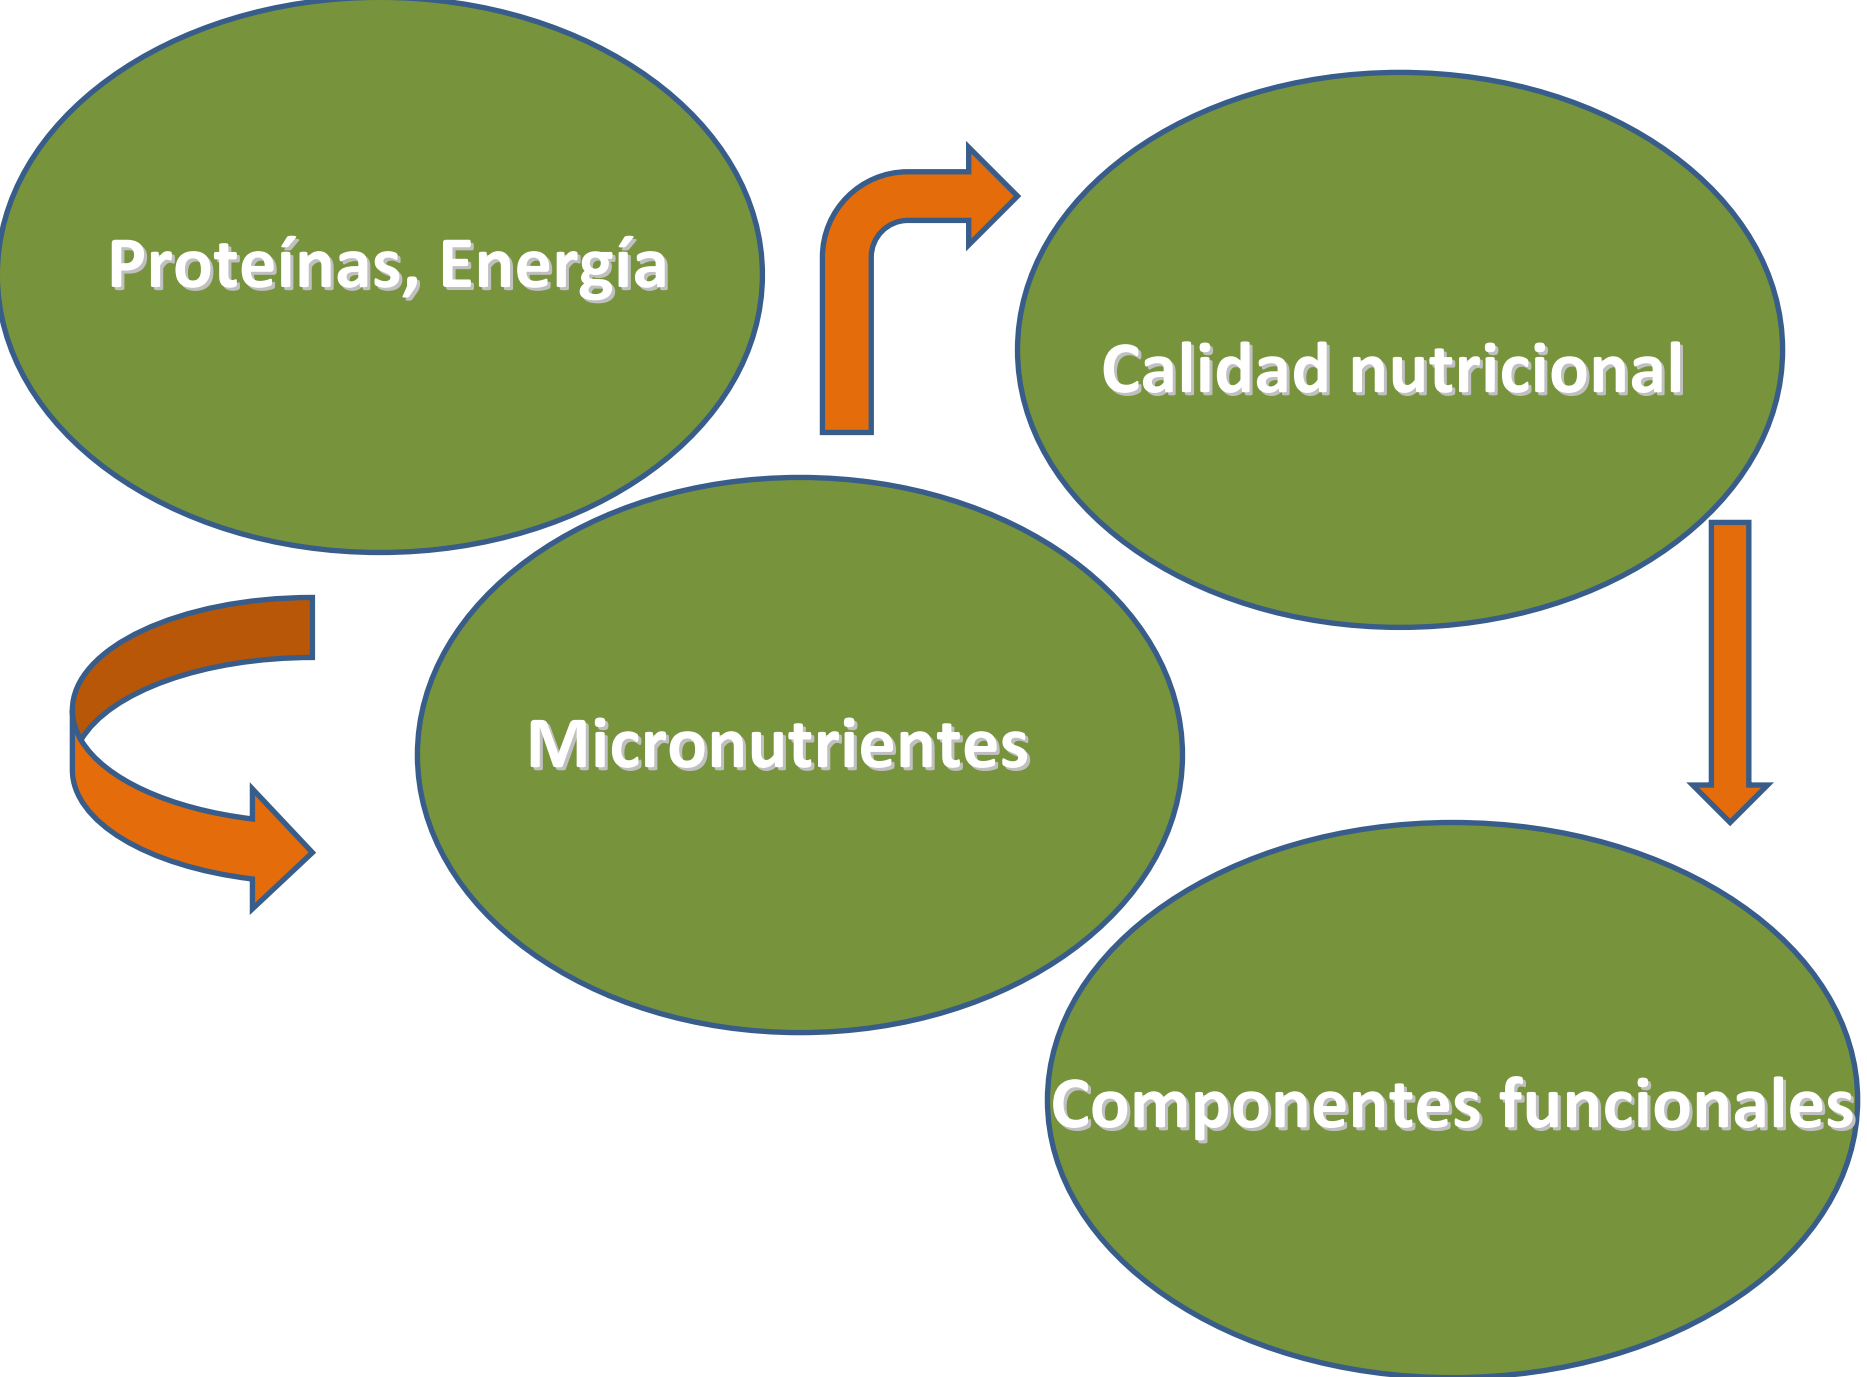 Proteínas, Energía
Calidad nutricional
Micronutrientes
Componentes funcionales